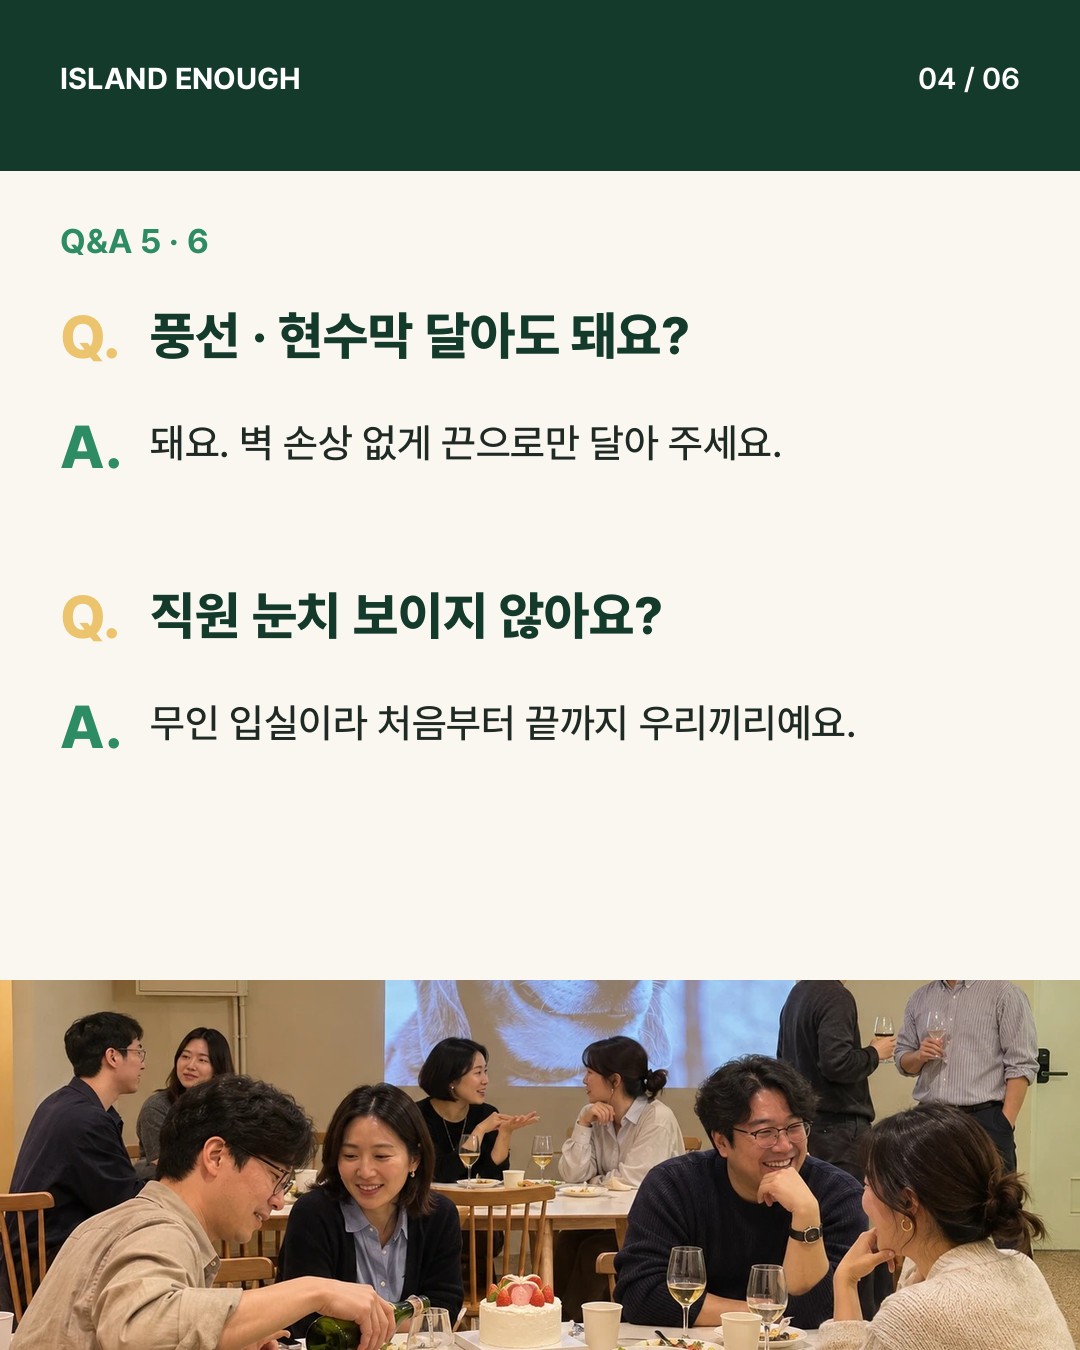 ISLAND ENOUGH
04 / 06
Q&A 5 · 6
Q. 풍선 · 현수막 달아도 돼요?
A. 돼요. 벽 손상 없게 끈으로만 달아 주세요.
Q. 직원 눈치 보이지 않아요?
A. 무인 입실이라 처음부터 끝까지 우리끼리예요.